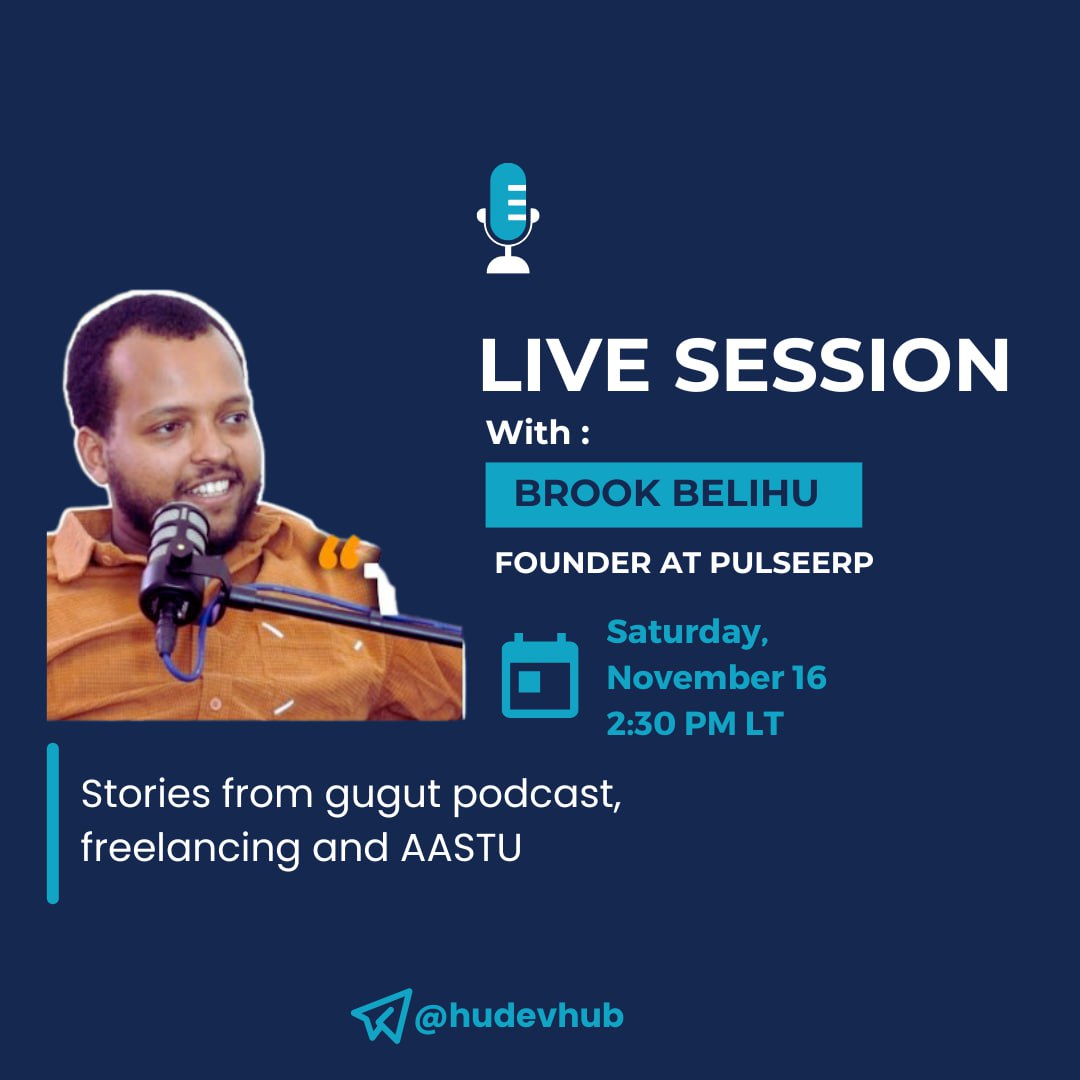 LIVE SESSION
With :
BROOK BELIHU
FOUNDER AT PULSEERP
Saturday,
November 16
2:30 PM LT
Stories from gugut podcast,
freelancing and AASTU
@hudevhub